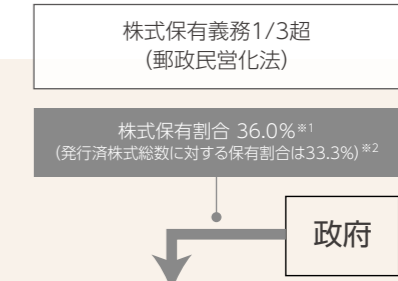 株式保有義務1/3超
（郵政民営化法）
株式保有割合 36.0%※1
（発行済株式総数に対する保有割合は33.3%）※2
政府